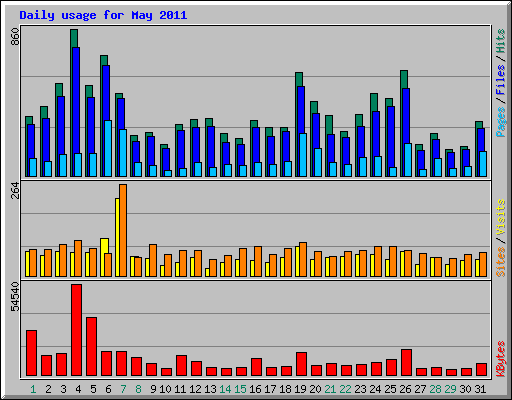 Daily usage for May 2011
860
Pages / Files / Hits
264
Sites / Visits
54540
KBytes
1 2 3 4 5 6 7 8 9 10 11 12 13 14 15 16 17 18 19 20 21 22 23 24 25 26 27 28 29 30 31